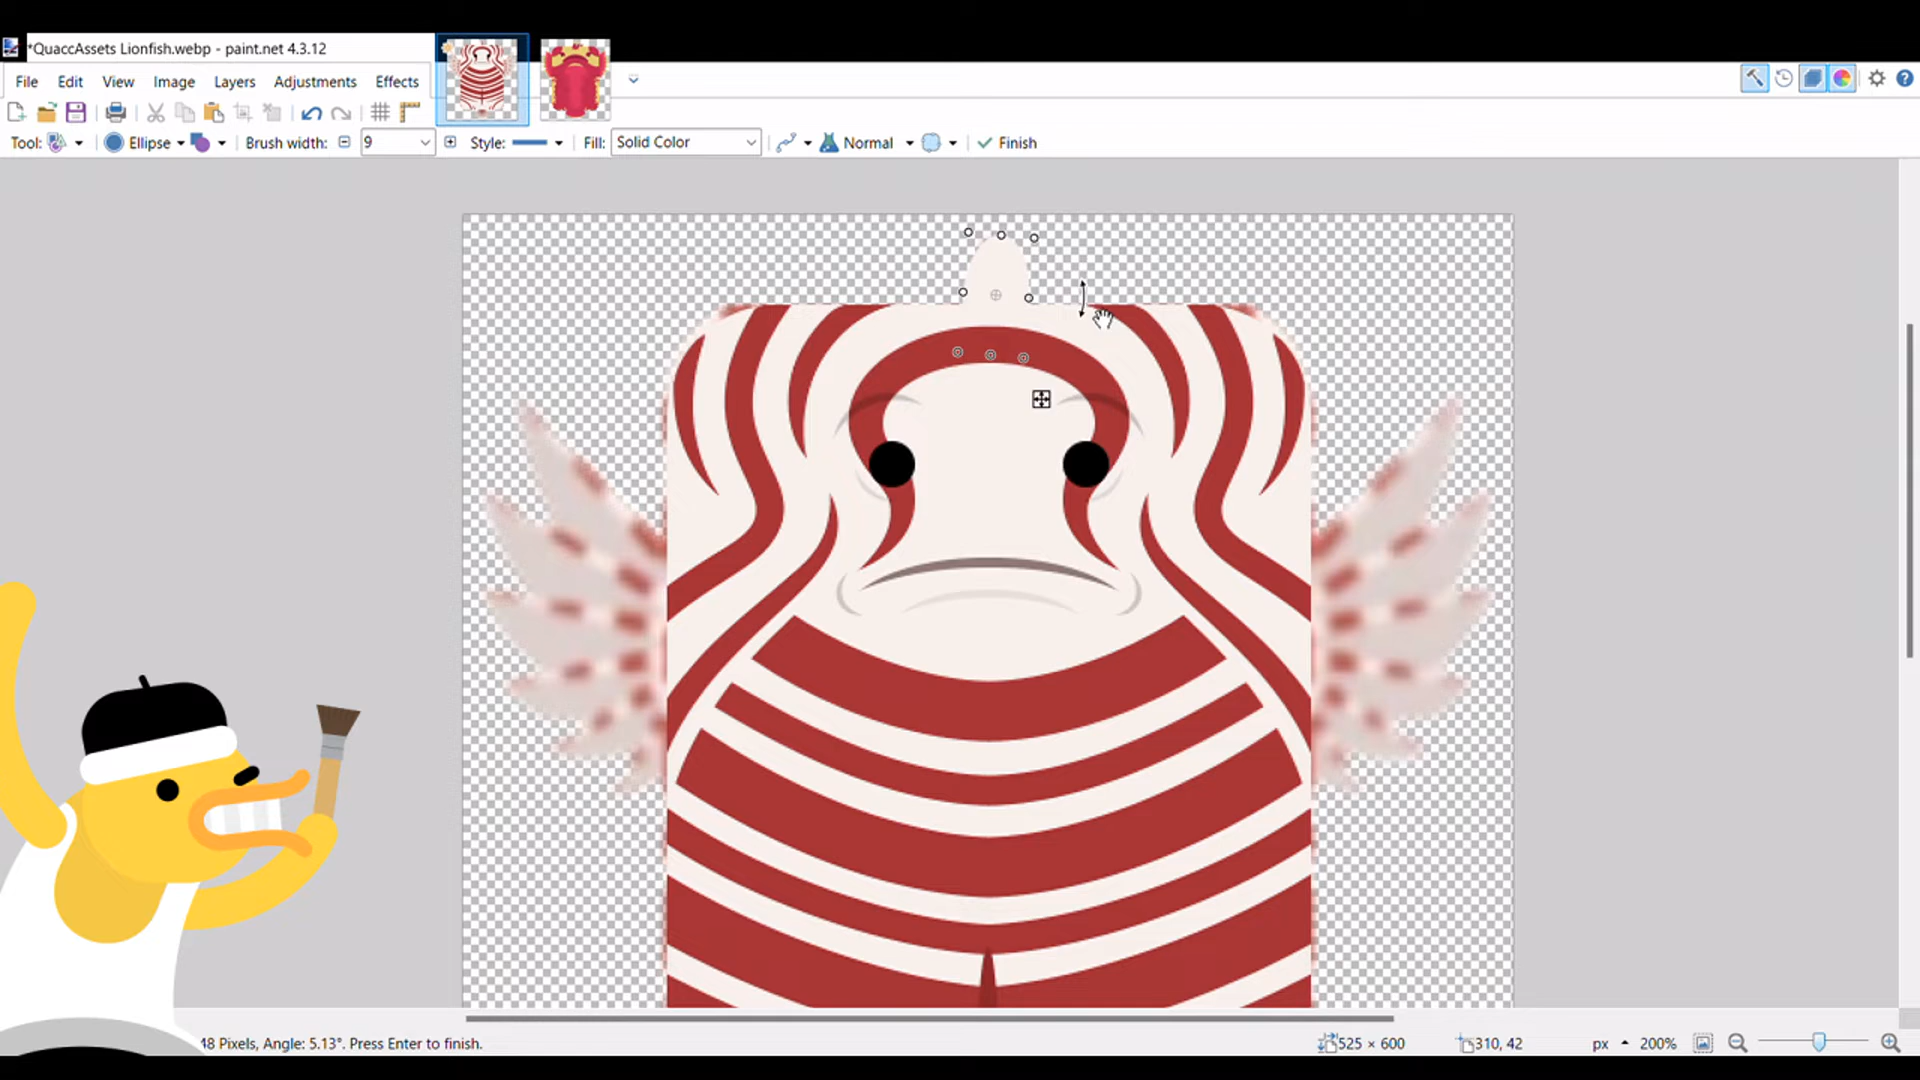 *QuaccAssets Lionfish.webp - paint.net 4.3.12
File Edit View Image Layers Adjustments Effects
Tool: Ellipse Brush width: 9 Style: Fill: Solid Color Normal Finish
48 Pixels, Angle: 5.13°. Press Enter to finish. 525 × 600 310, 42 px 200%